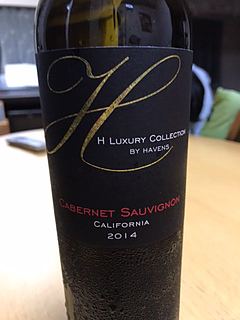 H
H LUXURY COLLECTION
BY HAVENS
CABERNET SAUVIGNON
CALIFORNIA
2014